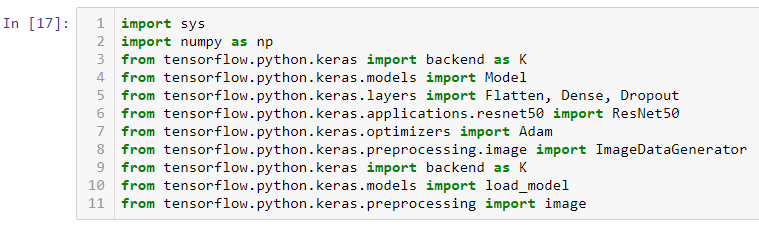 In [17]:
1 import sys
2 import numpy as np
3 from tensorflow.python.keras import backend as K
4 from tensorflow.python.keras.models import Model
5 from tensorflow.python.keras.layers import Flatten, Dense, Dropout
6 from tensorflow.python.keras.applications.resnet50 import ResNet50
7 from tensorflow.python.keras.optimizers import Adam
8 from tensorflow.python.keras.preprocessing.image import ImageDataGenerator
9 from tensorflow.python.keras import backend as K
10 from tensorflow.python.keras.models import load_model
11 from tensorflow.python.keras.preprocessing import image